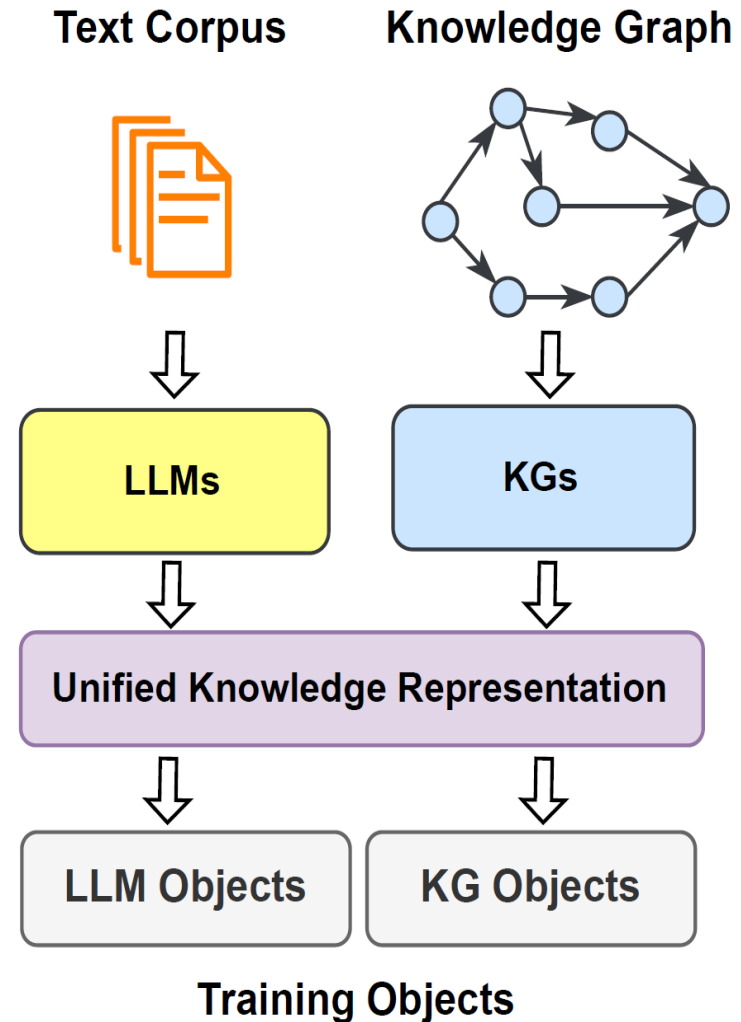 Text Corpus
Knowledge Graph
LLMs
KGs
Unified Knowledge Representation
LLM Objects
KG Objects
Training Objects